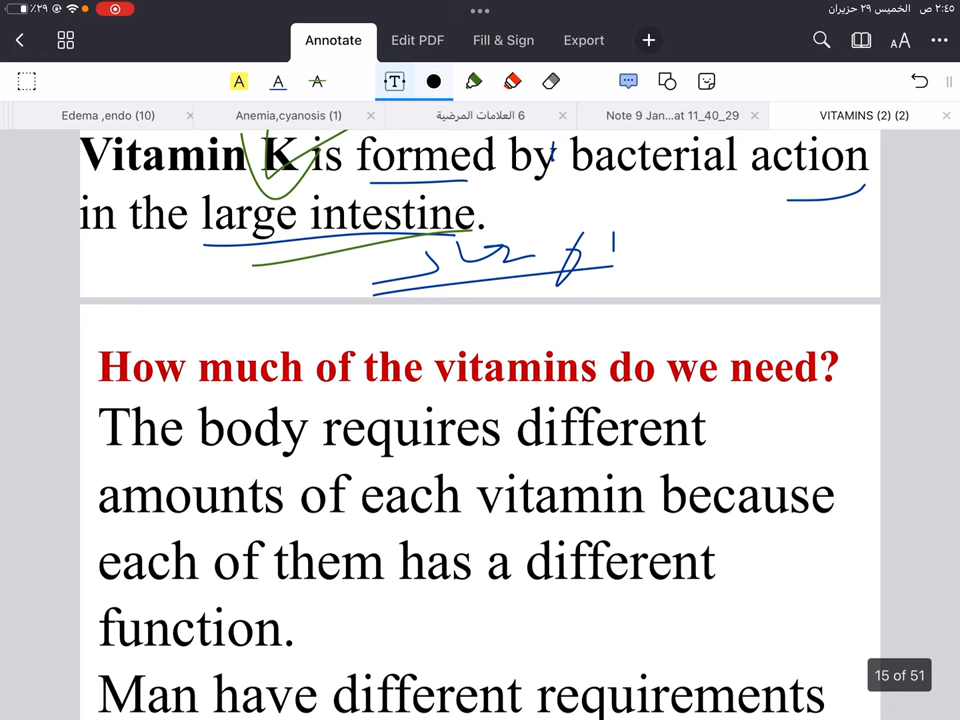 ٪٢٩ ٢:٤٥ ص الخميس ٢٩ حزيران
Annotate Edit PDF Fill & Sign Export
Edema ,endo (10) Anemia,cyanosis (1) 6 العلامات المرضية Note 9 Jan...at 11_40_29 VITAMINS (2) (2)
Vitamin K is formed by bacterial action
in the large intestine.
How much of the vitamins do we need?
The body requires different
amounts of each vitamin because
each of them has a different
function.
Man have different requirements
15 of 51